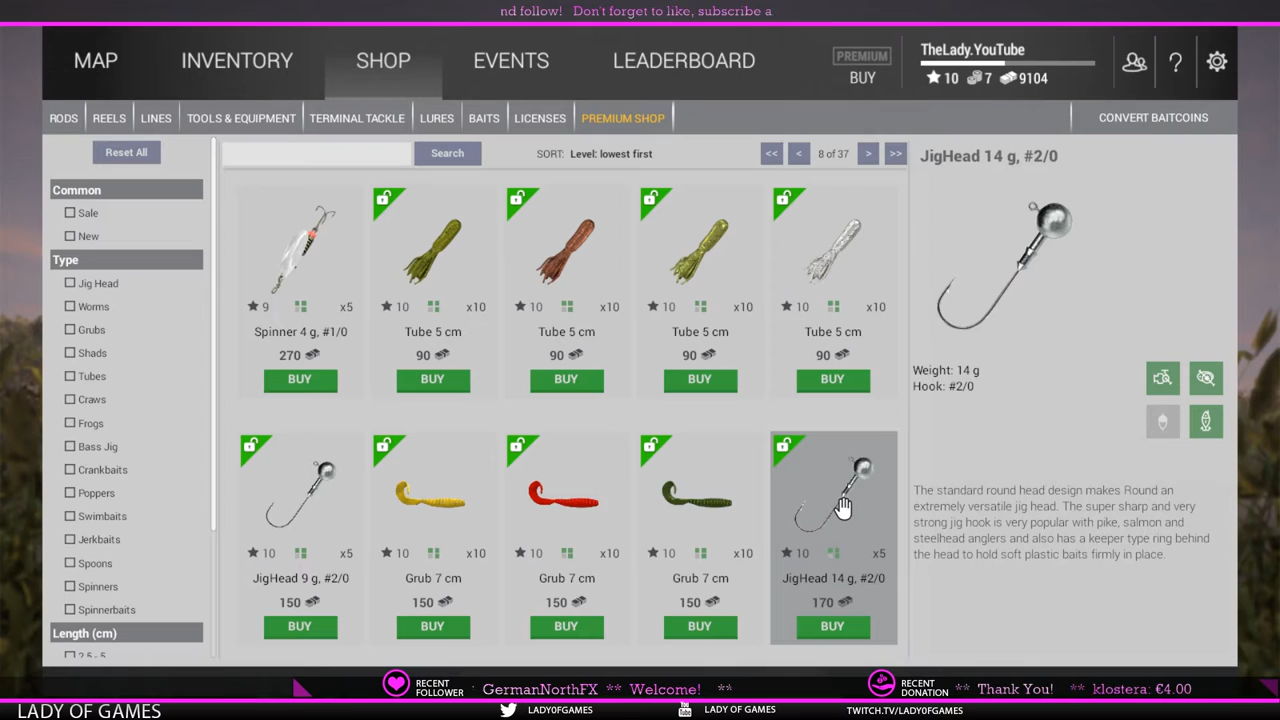 nd follow!   Don't forget to like, subscribe a
MAP INVENTORY SHOP EVENTS LEADERBOARD
PREMIUM
BUY
TheLady.YouTube
10 7 9104
RODS REELS LINES TOOLS & EQUIPMENT TERMINAL TACKLE LURES BAITS LICENSES PREMIUM SHOP CONVERT BAITCOINS
Reset All
Search SORT: Level: lowest first << < 8 of 37 > >>
Common
Sale
New
Type
Jig Head
Worms
Grubs
Shads
Tubes
Craws
Frogs
Bass Jig
Crankbaits
Poppers
Swimbaits
Jerkbaits
Spoons
Spinners
Spinnerbaits
Length (cm)
2.5 - 5
9 x5 10 x10 10 x10 10 x10 10 x10
Spinner 4 g, #1/0 Tube 5 cm Tube 5 cm Tube 5 cm Tube 5 cm
270 90 90 90 90
BUY BUY BUY BUY BUY
10 x5 10 x10 10 x10 10 x10 10 x5
JigHead 9 g, #2/0 Grub 7 cm Grub 7 cm Grub 7 cm JigHead 14 g, #2/0
150 150 150 150 170
BUY BUY BUY BUY BUY
JigHead 14 g, #2/0
Weight: 14 g
Hook: #2/0
The standard round head design makes Round an
extremely versatile jig head. The super sharp and very
strong jig hook is very popular with pike, salmon and
steelhead anglers and also has a keeper type ring behind
the head to hold soft plastic baits firmly in place.
RECENT
FOLLOWER
GermanNorthFX ** Welcome! **
RECENT
DONATION
** Thank You! ** klostera: €4.00
LADY OF GAMES
LADY0FGAMES
LADY OF GAMES
TWITCH.TV/LADY0FGAMES